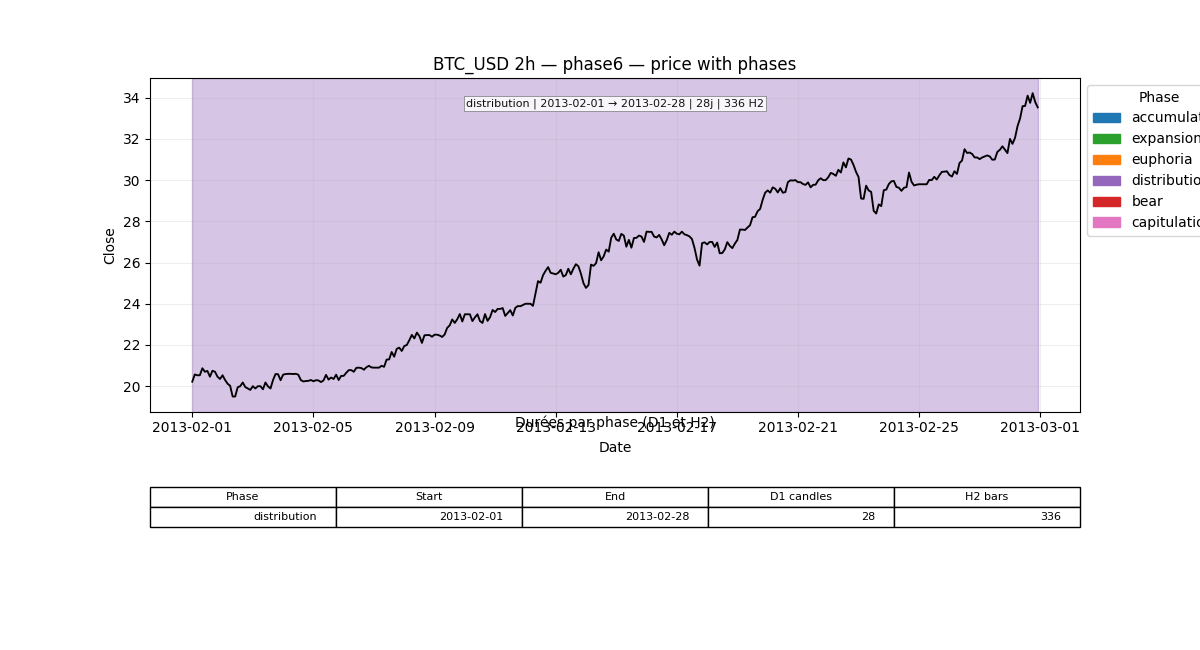 BTC_USD 2h — phase6 — price with phases
distribution | 2013-02-01 → 2013-02-28 | 28j | 336 H2
Close
34
32
30
28
26
24
22
20
Phase
accumulat
expansion
euphoria
distributio
bear
capitulatio
2013-02-01 2013-02-05 2013-02-09 2013-02-13 2013-02-17 2013-02-21 2013-02-25 2013-03-01
Durées par phase (D1 et H2)
Date
Phase Start End D1 candles H2 bars
distribution 2013-02-01 2013-02-28 28 336